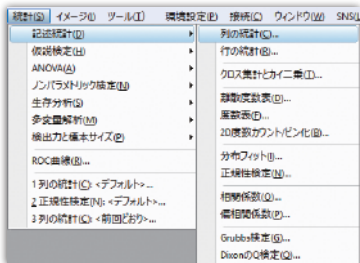 統計(S) イメージ(I) ツール(T) 環境設定(P) 接続(C) ウィンドウ(W) SNS(
記述統計(D)
仮説検定(H)
ANOVA(A)
ノンパラメトリック検定(N)
生存分析(S)
多変量解析(M)
検出力と標本サイズ(P)
ROC曲線(R)...
1 列の統計(C): <デフォルト>...
2 正規性検定(N): <デフォルト>...
3 列の統計(C): <前回どおり>...
列の統計(C)...
行の統計(R)...
クロス集計とカイ二乗(T)...
離散度数表(D)...
度数表(F)...
2D度数カウント/ビン化(B)...
分布フィット(I)...
正規性検定(N)...
相関係数(O)...
偏相関係数(P)...
Grubbs検定(G)...
DixonのQ検定(Q)...